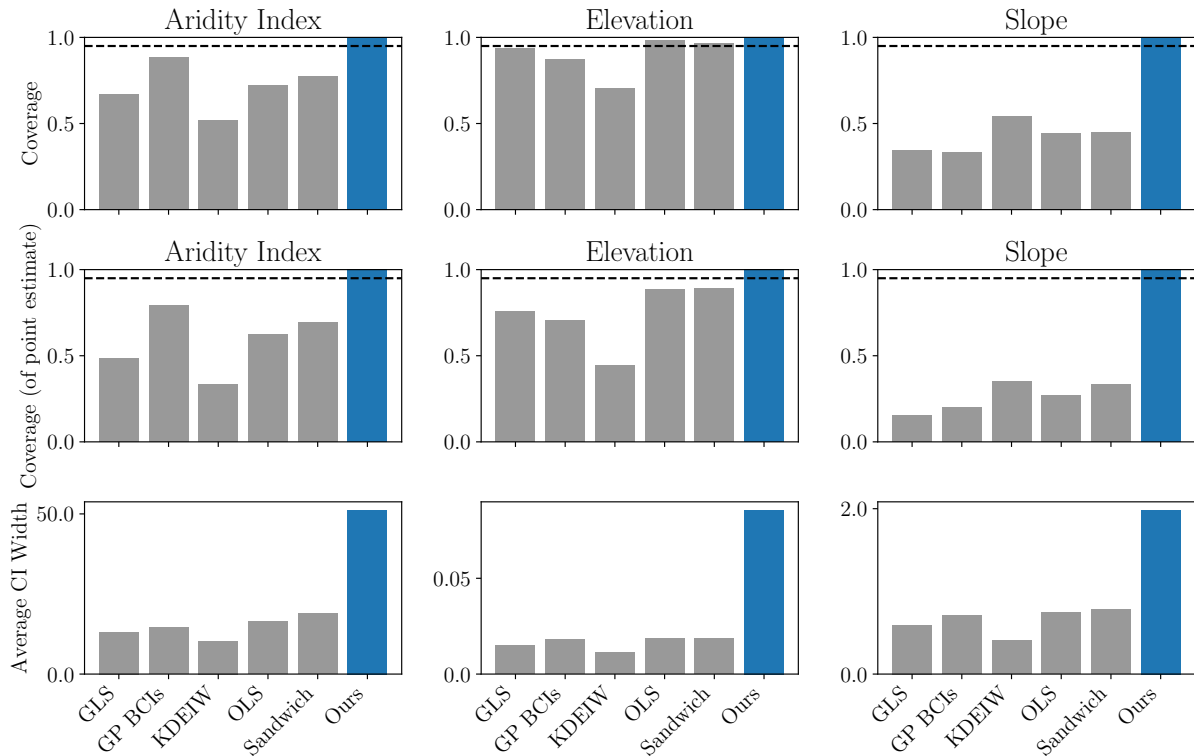 Aridity Index
Elevation
Slope
Coverage
1.0
0.5
0.0
1.0
0.5
0.0
1.0
0.5
0.0
Aridity Index
Elevation
Slope
Coverage (of point estimate)
1.0
0.5
0.0
1.0
0.5
0.0
1.0
0.5
0.0
Average CI Width
50.0
0.0
0.05
0.0
2.0
0.0
GLS
GP BCIs
KDEIW
OLS
Sandwich
Ours
GLS
GP BCIs
KDEIW
OLS
Sandwich
Ours
GLS
GP BCIs
KDEIW
OLS
Sandwich
Ours